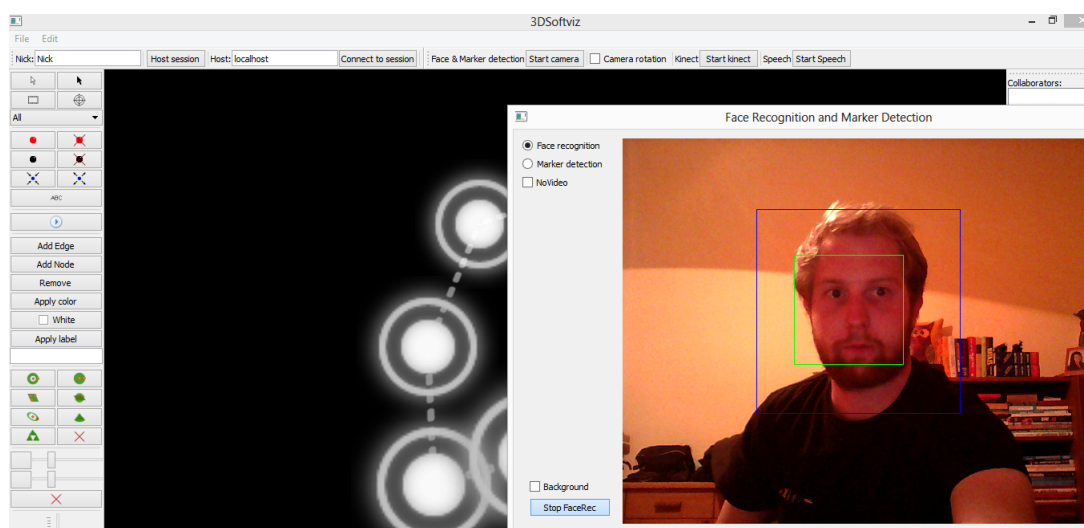 3DSoftviz
File Edit
Nick: Nick Host session Host: localhost Connect to session Face & Marker detection Start camera Camera rotation Kinect Start kinect Speech Start Speech
Collaborators:
All
ABC
Add Edge
Add Node
Remove
Apply color
White
Apply label
Face Recognition and Marker Detection
Face recognition
Marker detection
NoVideo
Background
Stop FaceRec